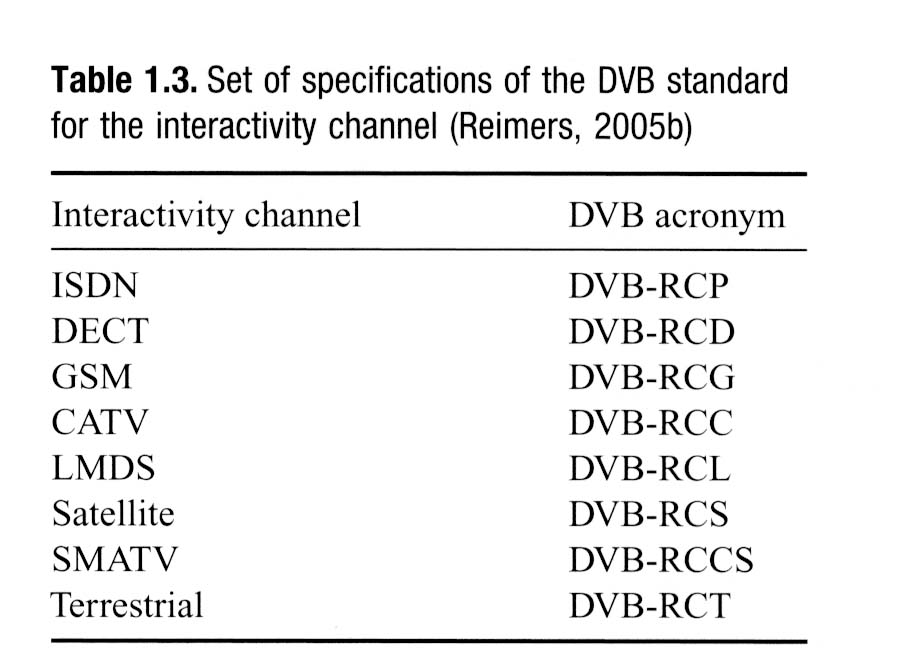 Table 1.3. Set of specifications of the DVB standard
for the interactivity channel (Reimers, 2005b)
Interactivity channel DVB acronym
ISDN DVB-RCP
DECT DVB-RCD
GSM DVB-RCG
CATV DVB-RCC
LMDS DVB-RCL
Satellite DVB-RCS
SMATV DVB-RCCS
Terrestrial DVB-RCT